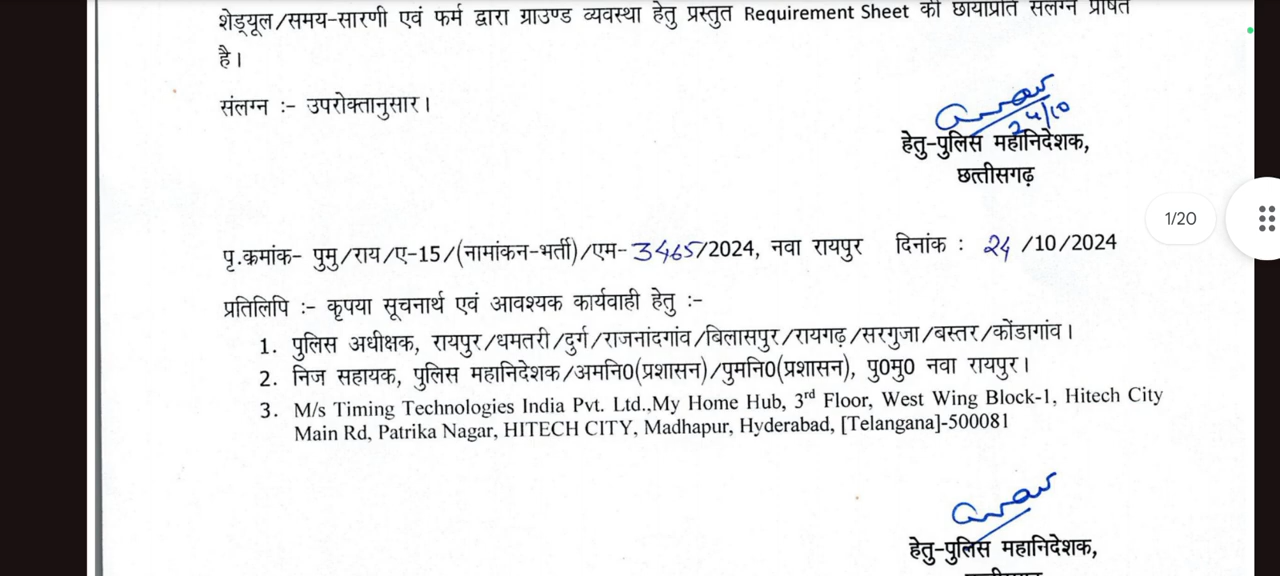 शेड्यूल/समय-सारणी एवं फर्म द्वारा ग्राउण्ड व्यवस्था हेतु प्रस्तुत Requirement Sheet की छायाप्रति संलग्न प्रेषित
है।
संलग्न :- उपरोक्तानुसार।
24/10
हेतु-पुलिस महानिदेशक,
छत्तीसगढ़
1/20
पृ.कमांक- पुमु/राय/ए-15/(नामांकन-भर्ती)/एम-3465/2024, नवा रायपुर दिनांक : 24/10/2024
प्रतिलिपि :- कृपया सूचनार्थ एवं आवश्यक कार्यवाही हेतु :-
1. पुलिस अधीक्षक, रायपुर/धमतरी/दुर्ग/राजनांदगांव/बिलासपुर/रायगढ़/सरगुजा/बस्तर/कोंडागांव।
2. निज सहायक, पुलिस महानिदेशक/अमनि0(प्रशासन)/पुमनि0(प्रशासन), पु0मु0 नवा रायपुर।
3. M/s Timing Technologies India Pvt. Ltd.,My Home Hub, 3rd Floor, West Wing Block-1, Hitech City
Main Rd, Patrika Nagar, HITECH CITY, Madhapur, Hyderabad, [Telangana]-500081
हेतु-पुलिस महानिदेशक,